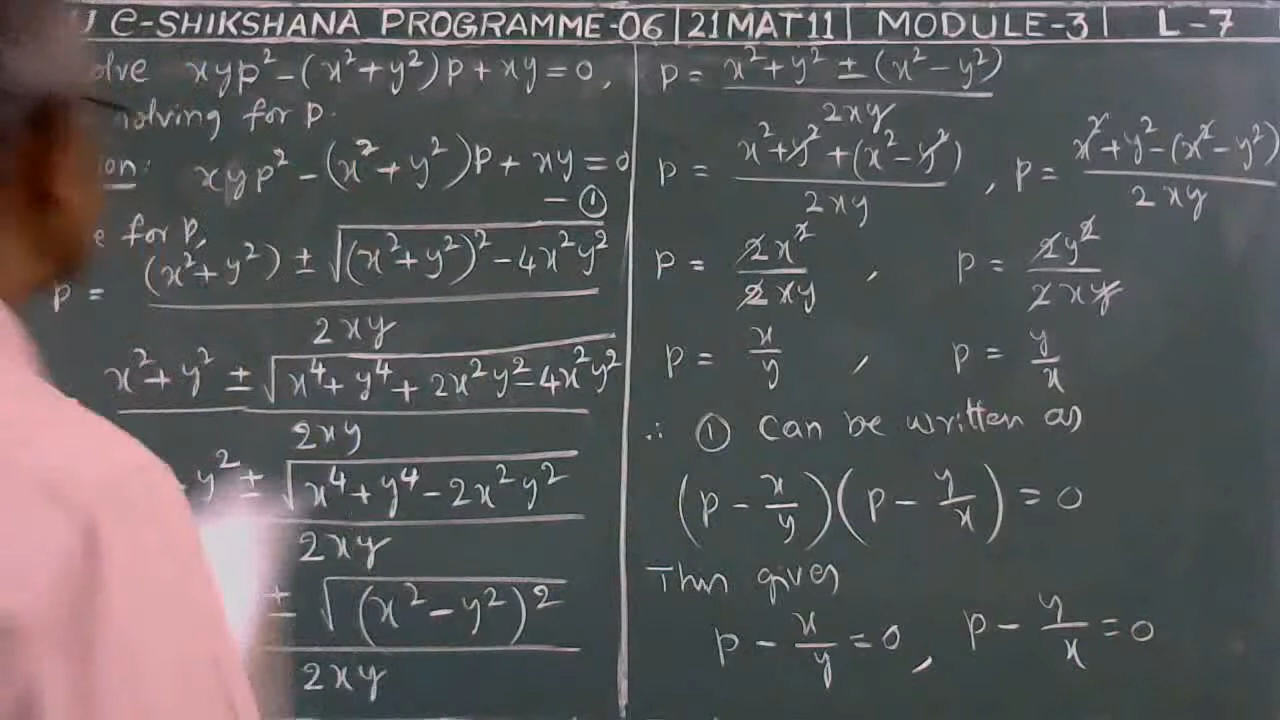 e-SHIKSHANA PROGRAMME-06 | 21MAT11 | MODULE-3 | L-7
xyp² - (x² + y²)p + xy = 0,
for p.
xyp² - (x² + y²)p + xy = 0
— ①
for p,
p = (x² + y²) ± √((x² + y²)² - 4x²y²) / 2xy
x² + y² ± √(x⁴ + y⁴ + 2x²y² - 4x²y²) / 2xy
y² ± √(x⁴ + y⁴ - 2x²y²) / 2xy
± √((x² - y²)²) / 2xy
p = x² + y² ± (x² - y²) / 2xy
p = x² + y² + (x² - y²) / 2xy , p = x² + y² - (x² - y²) / 2xy
p = 2x² / 2xy , p = 2y² / 2xy
p = x/y , p = y/x
∴ ① can be written as
(p - x/y)(p - y/x) = 0
This gives
p - x/y = 0, p - y/x = 0